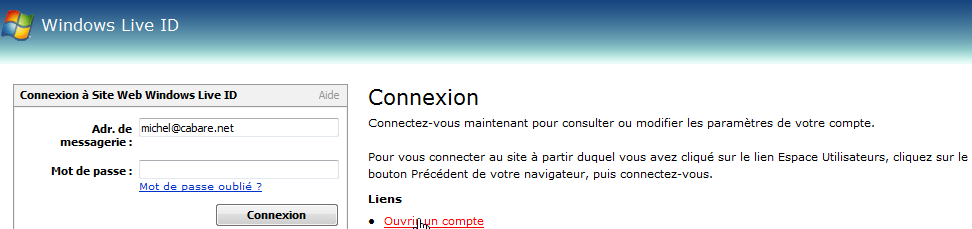 Windows Live ID
Connexion à Site Web Windows Live ID
Aide
Adr. de
messagerie :
michel@cabare.net
Mot de passe :
Mot de passe oublié ?
Connexion
Connexion
Connectez-vous maintenant pour consulter ou modifier les paramètres de votre compte.
Pour vous connecter au site à partir duquel vous avez cliqué sur le lien Espace Utilisateurs, cliquez sur le
bouton Précédent de votre navigateur, puis connectez-vous.
Liens
• Ouvrir un compte